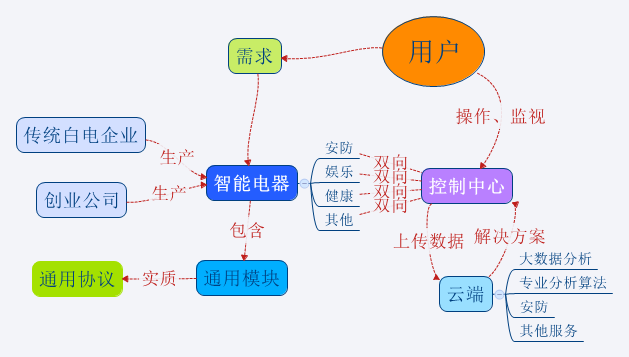 用户
需求
操作、监视
传统白电企业
生产
安防
双向
娱乐
双向
智能电器
控制中心
创业公司
生产
健康
双向
其他
双向
包含
上传数据
解决方案
通用协议
实质
通用模块
云端
大数据分析
专业分析算法
安防
其他服务